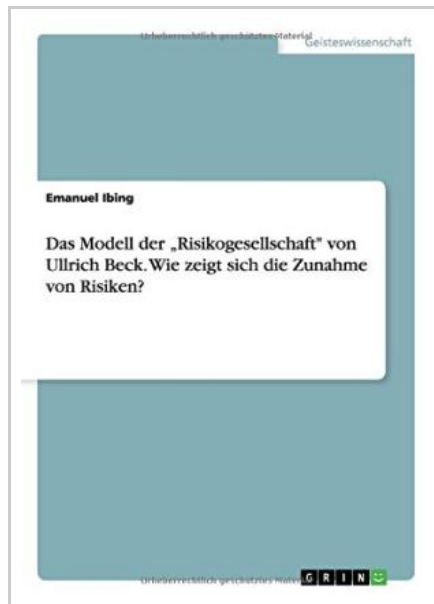 Urheberrechtlich geschütztes Material
Geisteswissenschaft
Emanuel Ibing
Das Modell der „Risikogesellschaft" von
Ullrich Beck. Wie zeigt sich die Zunahme
von Risiken?
Urheberrechtlich geschütztes Material
GRIN